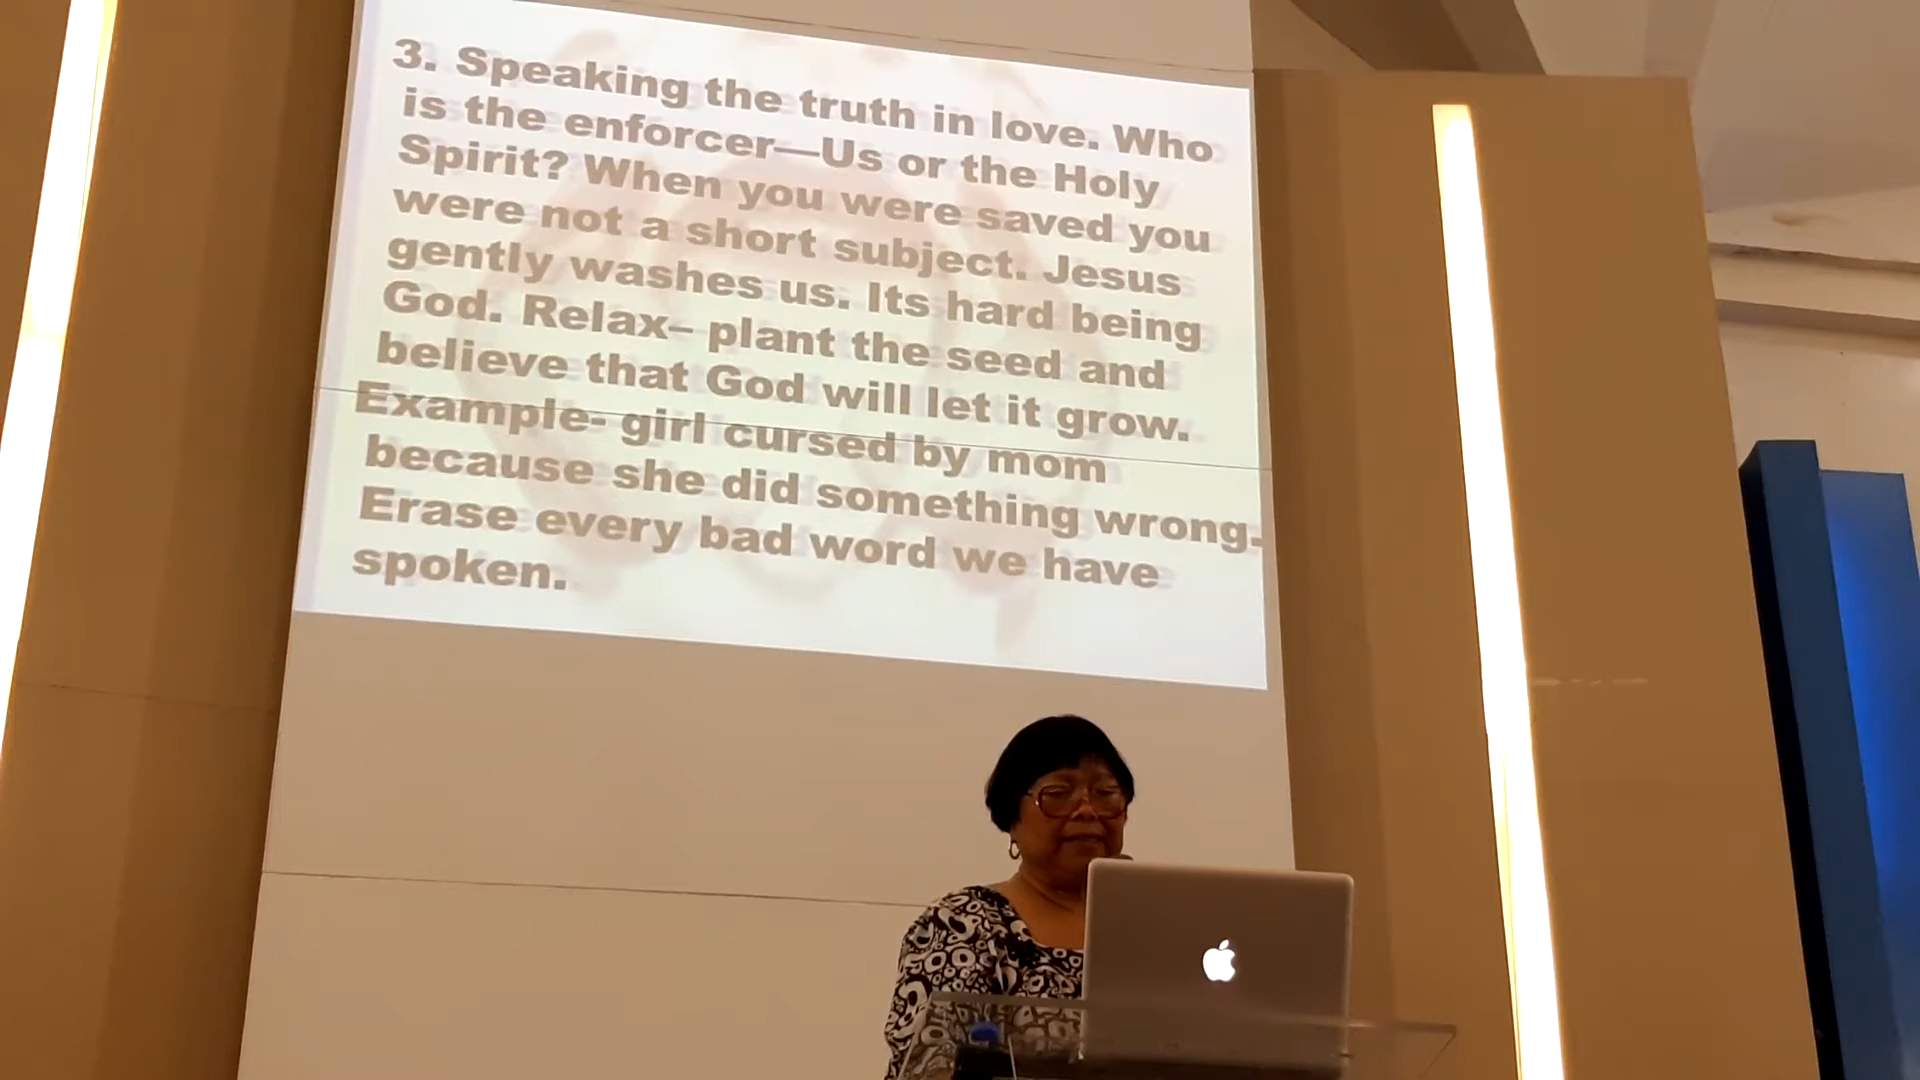 3. Speaking the truth in love. Who
is the enforcer—Us or the Holy
Spirit? When you were saved you
were not a short subject. Jesus
gently washes us. Its hard being
God. Relax– plant the seed and
believe that God will let it grow.
Example- girl cursed by mom
because she did something wrong.
Erase every bad word we have
spoken.